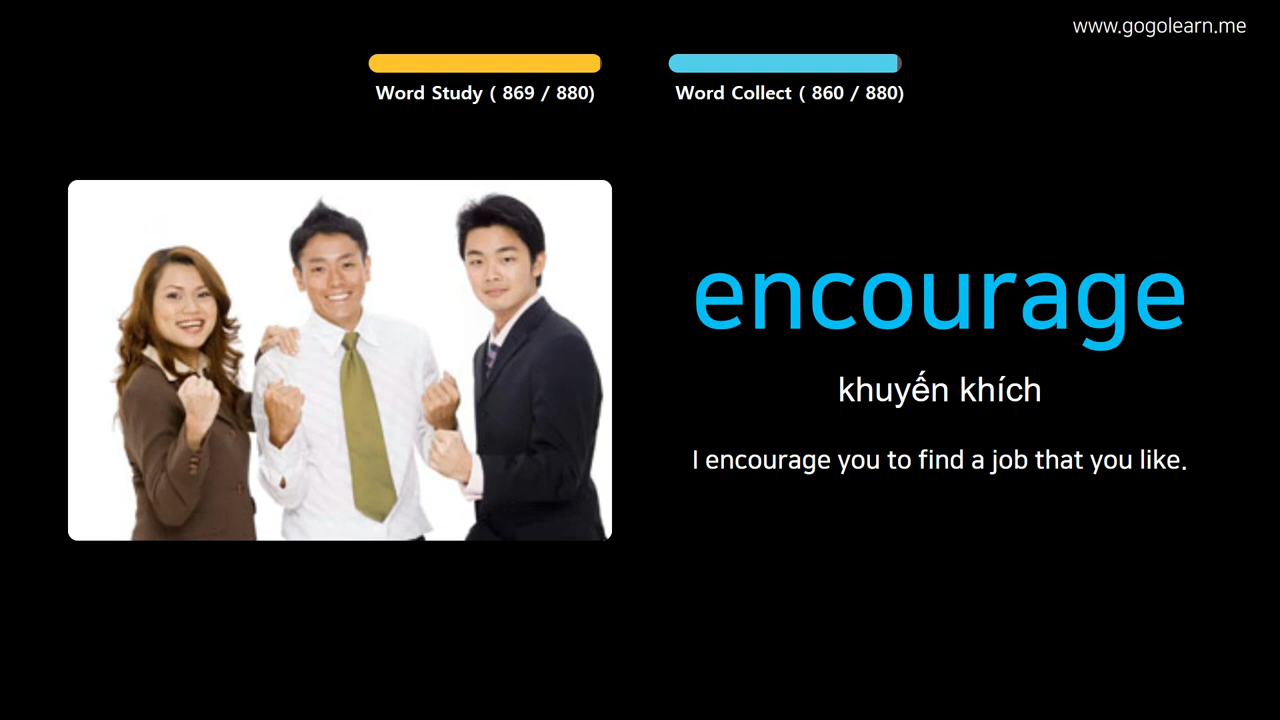 www.gogolearn.me
Word Study ( 869 / 880)
Word Collect ( 860 / 880)
encourage
khuyến khích
I encourage you to find a job that you like.